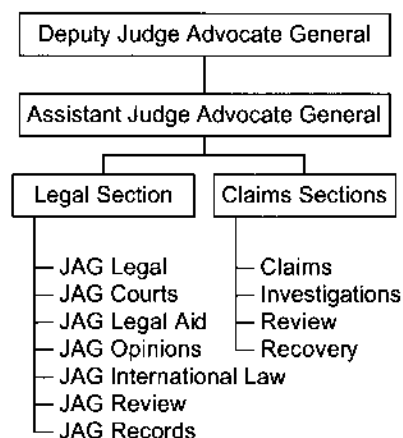 Deputy Judge Advocate General
Assistant Judge Advocate General
Legal Section
JAG Legal
JAG Courts
JAG Legal Aid
JAG Opinions
JAG International Law
JAG Review
JAG Records
Claims Sections
Claims
Investigations
Review
Recovery